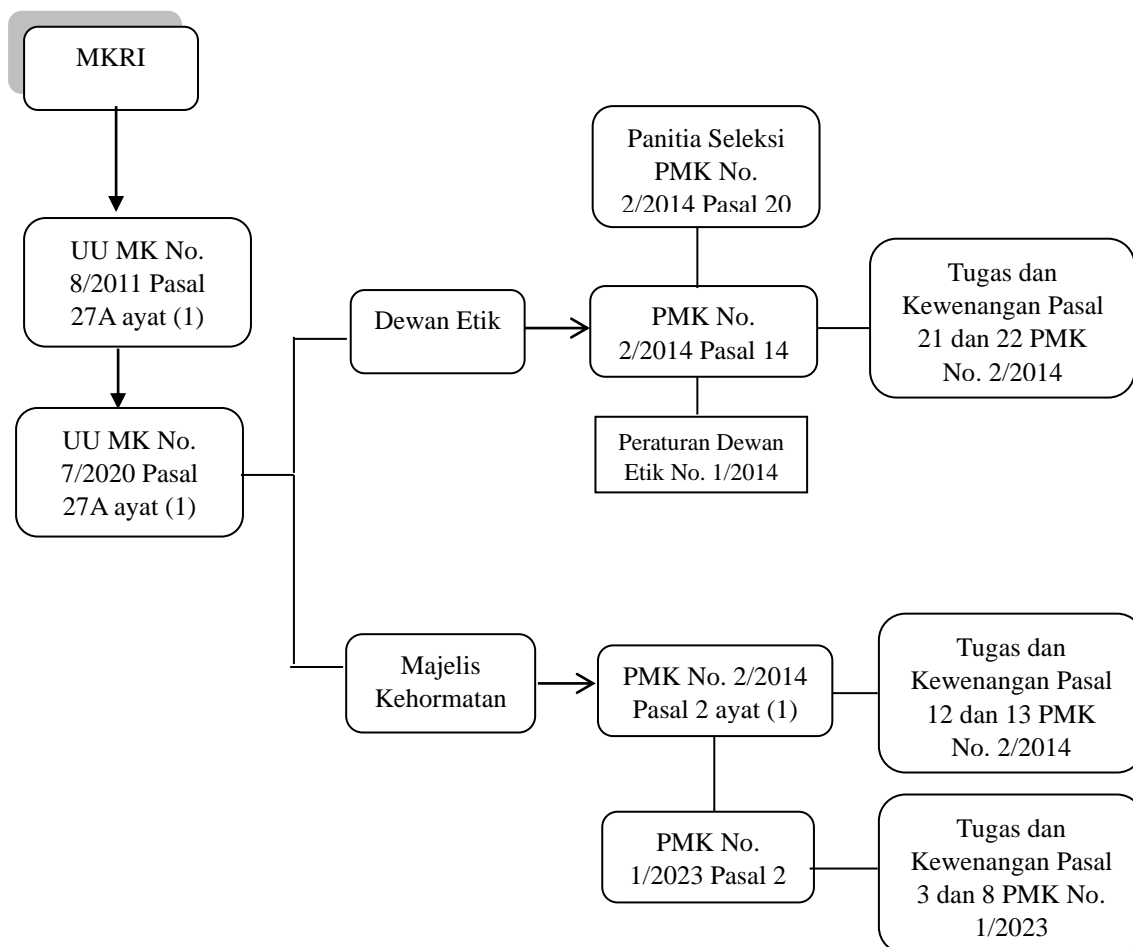 MKRI
UU MK No.
8/2011 Pasal
27A ayat (1)
UU MK No.
7/2020 Pasal
27A ayat (1)
Dewan Etik
Panitia Seleksi
PMK No.
2/2014 Pasal 20
PMK No.
2/2014 Pasal 14
Peraturan Dewan
Etik No. 1/2014
Tugas dan
Kewenangan Pasal
21 dan 22 PMK
No. 2/2014
Majelis
Kehormatan
PMK No. 2/2014
Pasal 2 ayat (1)
Tugas dan
Kewenangan Pasal
12 dan 13 PMK
No. 2/2014
PMK No.
1/2023 Pasal 2
Tugas dan
Kewenangan Pasal
3 dan 8 PMK No.
1/2023